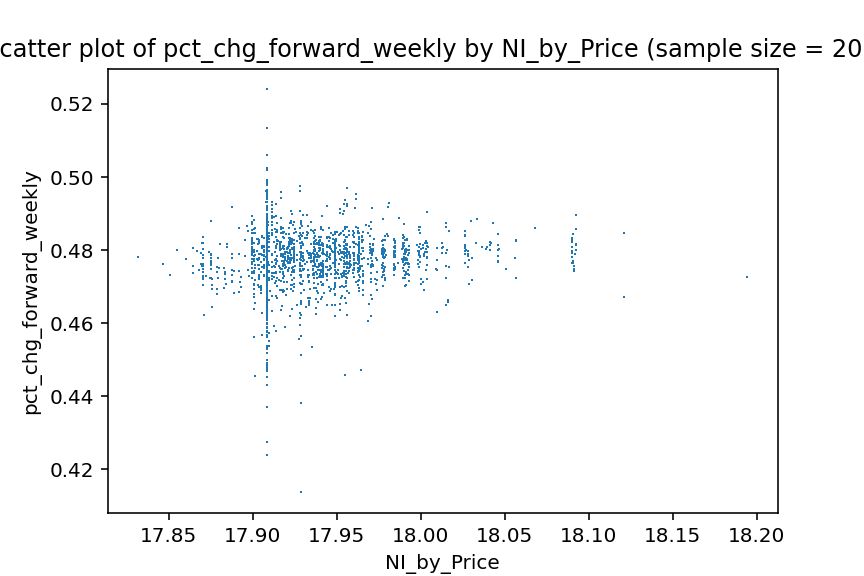 catter plot of pct_chg_forward_weekly by NI_by_Price (sample size = 20
0.52
0.50
0.48
0.46
0.44
0.42
pct_chg_forward_weekly
17.85 17.90 17.95 18.00 18.05 18.10 18.15 18.20
NI_by_Price